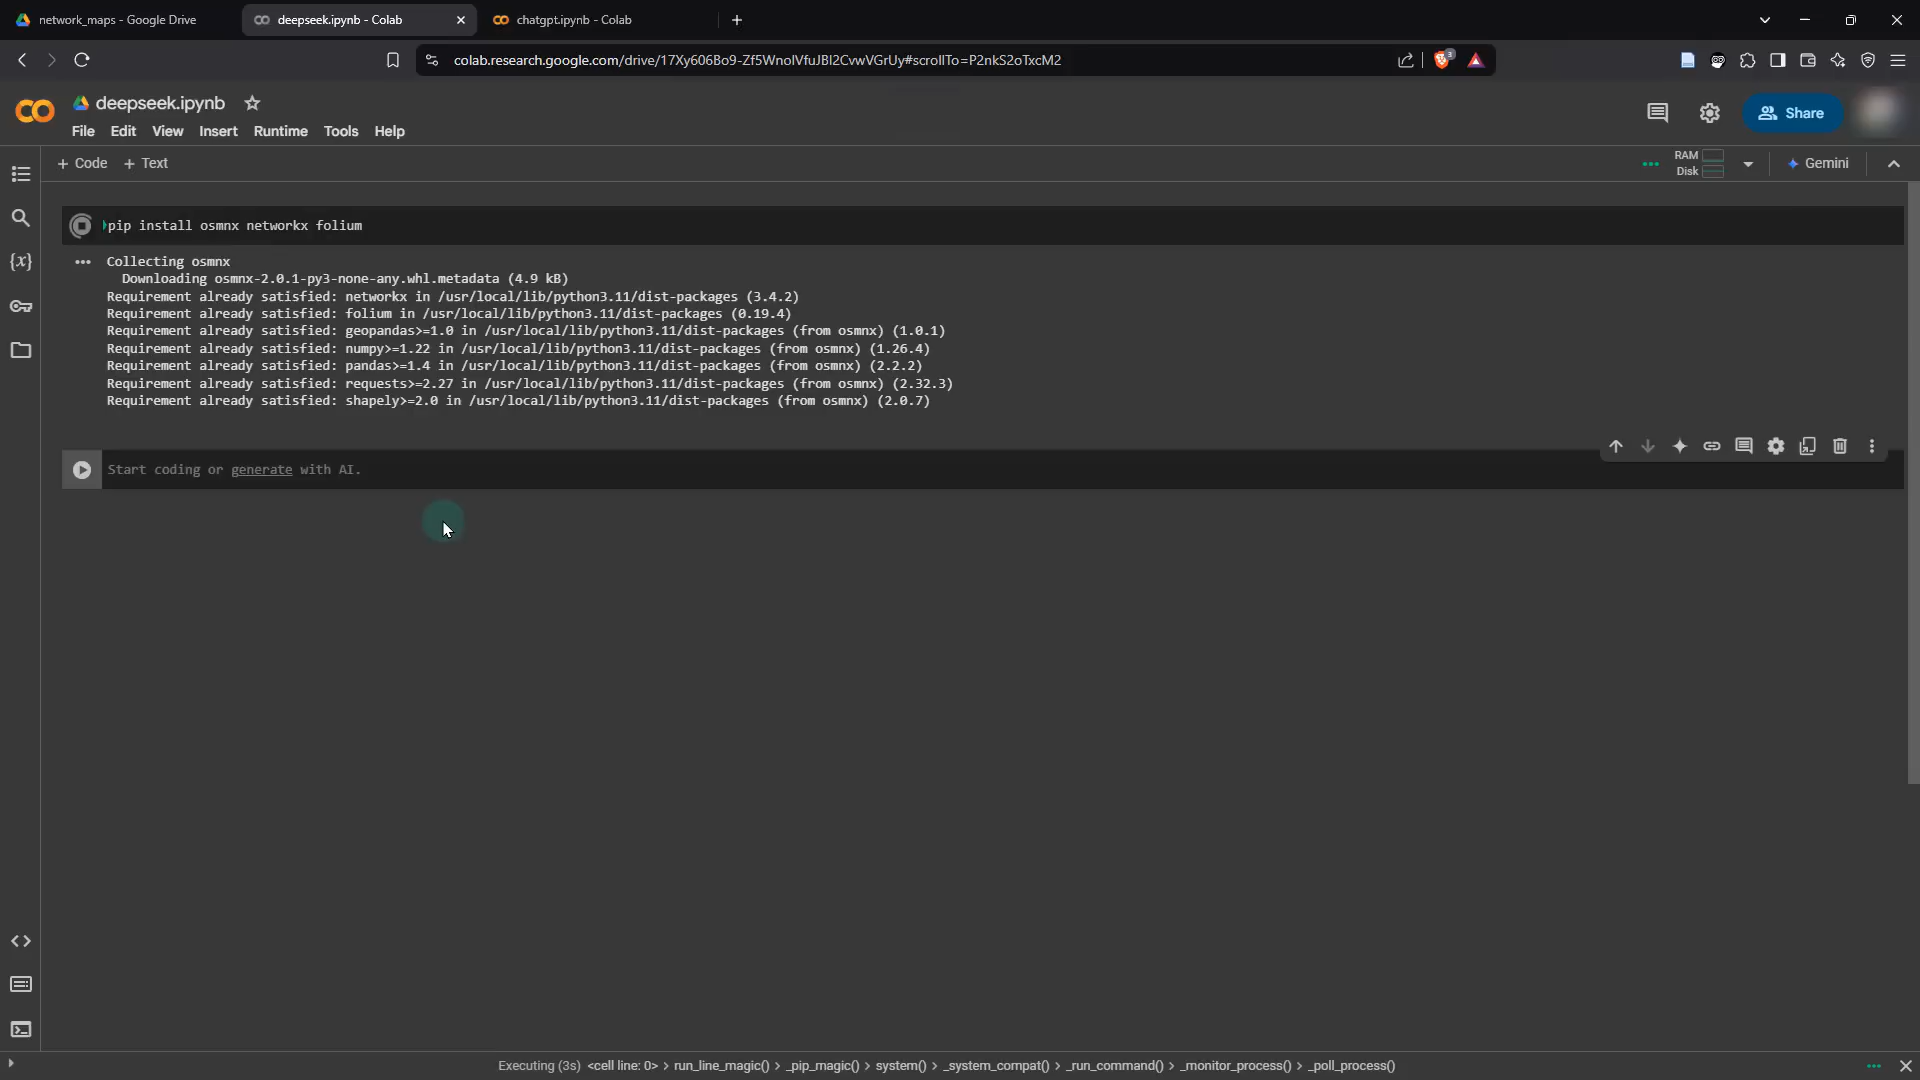 network_maps - Google Drive
deepseek.ipynb - Colab
chatgpt.ipynb - Colab
colab.research.google.com/drive/17Xy606Bo9-Zf5WnolVfuJBl2CvwVGrUy#scrollTo=P2nkS2oTxcM2
3
deepseek.ipynb
File Edit View Insert Runtime Tools Help
Share
+ Code + Text
RAM
Disk
Gemini
pip install osmnx networkx folium
Collecting osmnx
Downloading osmnx-2.0.1-py3-none-any.whl.metadata (4.9 kB)
Requirement already satisfied: networkx in /usr/local/lib/python3.11/dist-packages (3.4.2)
Requirement already satisfied: folium in /usr/local/lib/python3.11/dist-packages (0.19.4)
Requirement already satisfied: geopandas>=1.0 in /usr/local/lib/python3.11/dist-packages (from osmnx) (1.0.1)
Requirement already satisfied: numpy>=1.22 in /usr/local/lib/python3.11/dist-packages (from osmnx) (1.26.4)
Requirement already satisfied: pandas>=1.4 in /usr/local/lib/python3.11/dist-packages (from osmnx) (2.2.2)
Requirement already satisfied: requests>=2.27 in /usr/local/lib/python3.11/dist-packages (from osmnx) (2.32.3)
Requirement already satisfied: shapely>=2.0 in /usr/local/lib/python3.11/dist-packages (from osmnx) (2.0.7)
Start coding or generate with AI.
Executing (3s) <cell line: 0> > run_line_magic() > _pip_magic() > system() > _system_compat() > _run_command() > _monitor_process() > _poll_process()